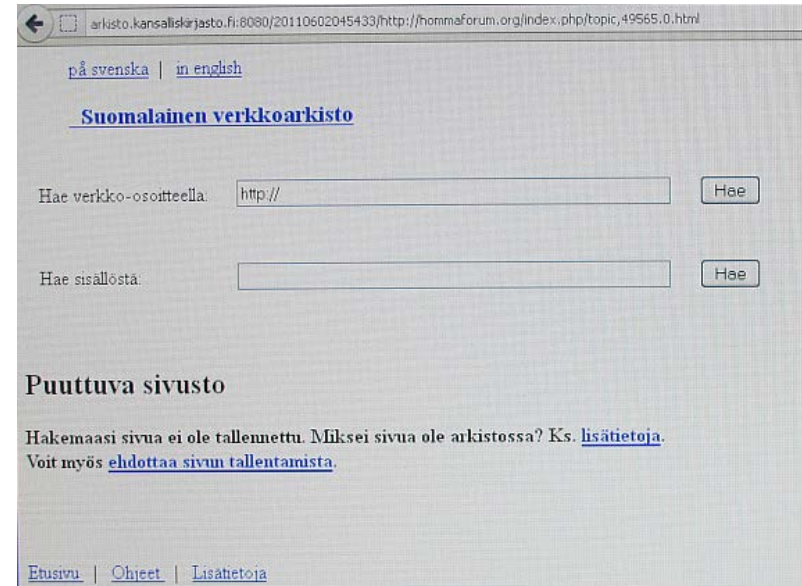 arkisto.kansalliskirjasto.fi:8080/20110602045433/http://hommaforum.org/index.php/topic,49565.0.html
på svenska | in english
Suomalainen verkkoarkisto
Hae verkko-osoitteella: http:// Hae
Hae sisällöstä: Hae
Puuttuva sivusto
Hakemaasi sivua ei ole tallennettu. Miksei sivua ole arkistossa? Ks. lisätietoja.
Voit myös ehdottaa sivun tallentamista.
Etusivu | Ohjeet | Lisätietoja